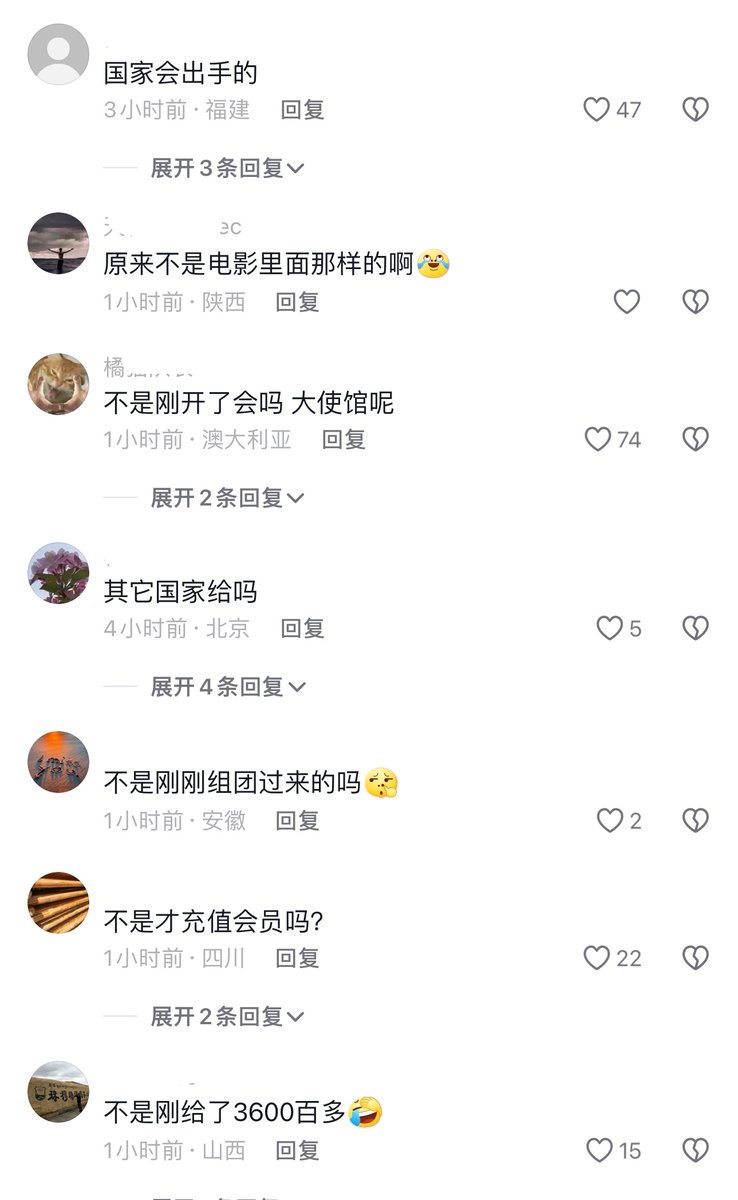 国家会出手的
3小时前·福建 回复 47
展开3条回复
ec
原来不是电影里面那样的啊
1小时前·陕西 回复
橘
不是刚开了会吗 大使馆呢
1小时前·澳大利亚 回复 74
展开2条回复
其它国家给吗
4小时前·北京 回复 5
展开4条回复
不是刚刚组团过来的吗
1小时前·安徽 回复 2
不是才充值会员吗?
1小时前·四川 回复 22
展开2条回复
不是刚给了3600百多
1小时前·山西 回复 15